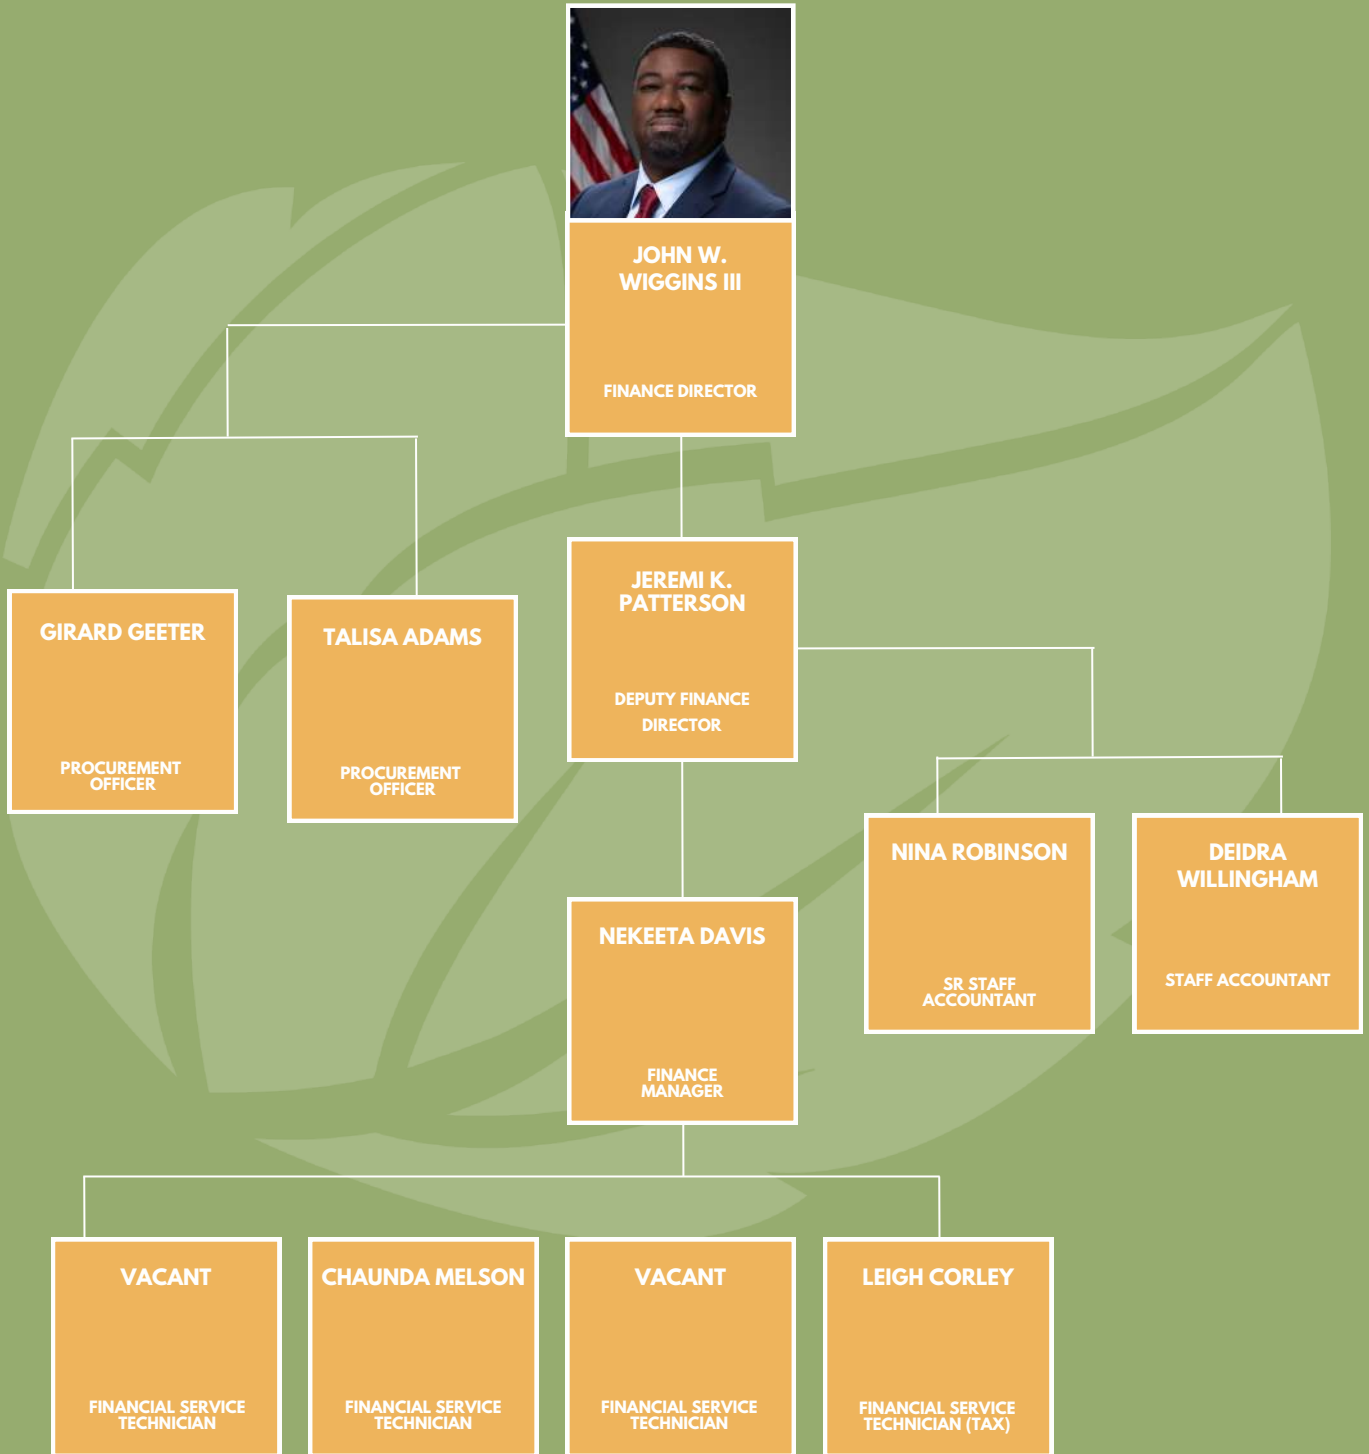 JOHN W.
WIGGINS III
FINANCE DIRECTOR
GIRARD GEETER
PROCUREMENT
OFFICER
TALISA ADAMS
PROCUREMENT
OFFICER
JEREMI K.
PATTERSON
DEPUTY FINANCE
DIRECTOR
NINA ROBINSON
SR STAFF
ACCOUNTANT
DEIDRA
WILLINGHAM
STAFF ACCOUNTANT
NEKEETA DAVIS
FINANCE
MANAGER
VACANT
FINANCIAL SERVICE
TECHNICIAN
CHAUNDA MELSON
FINANCIAL SERVICE
TECHNICIAN
VACANT
FINANCIAL SERVICE
TECHNICIAN
LEIGH CORLEY
FINANCIAL SERVICE
TECHNICIAN (TAX)